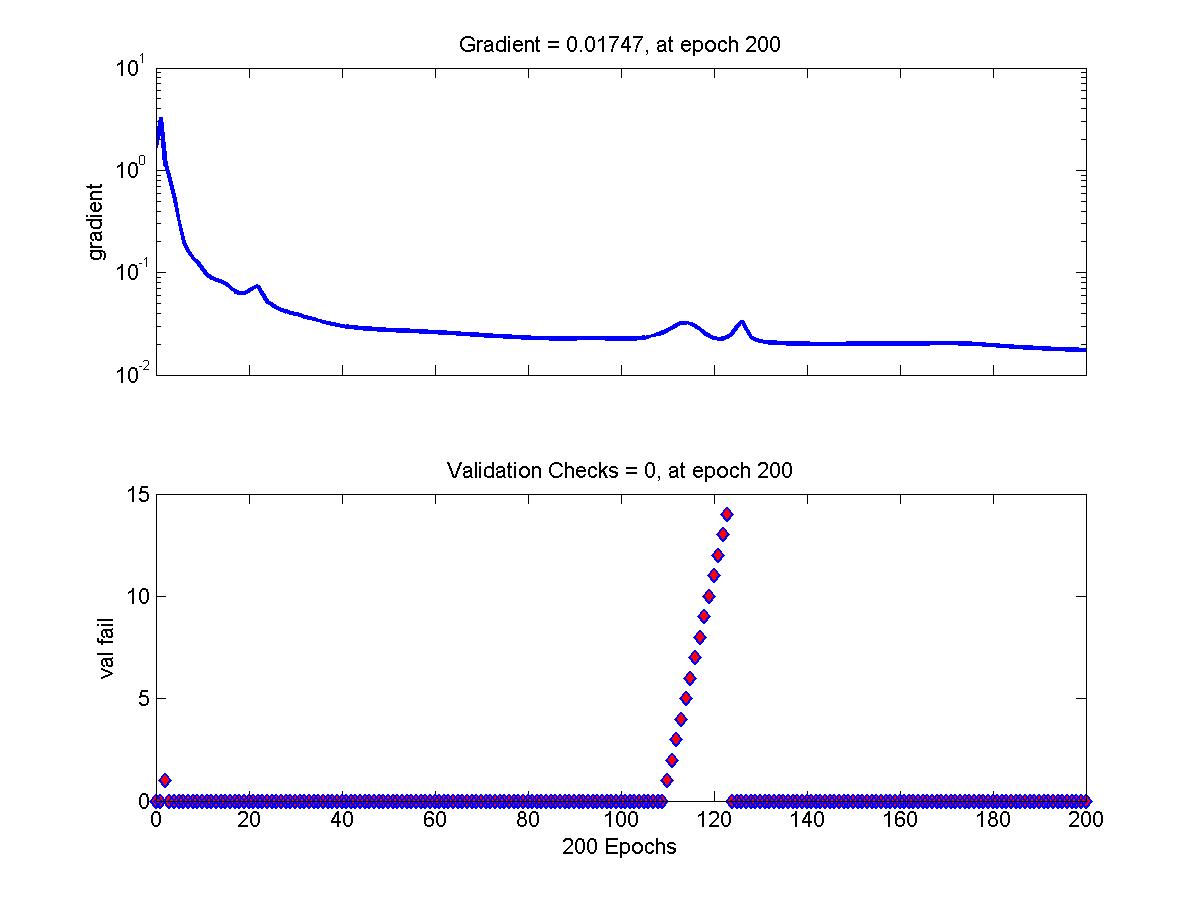 Gradient = 0.01747, at epoch 200
10^1
10^0
10^-1
10^-2
gradient
Validation Checks = 0, at epoch 200
15
10
5
0
val fail
0 20 40 60 80 100 120 140 160 180 200
200 Epochs